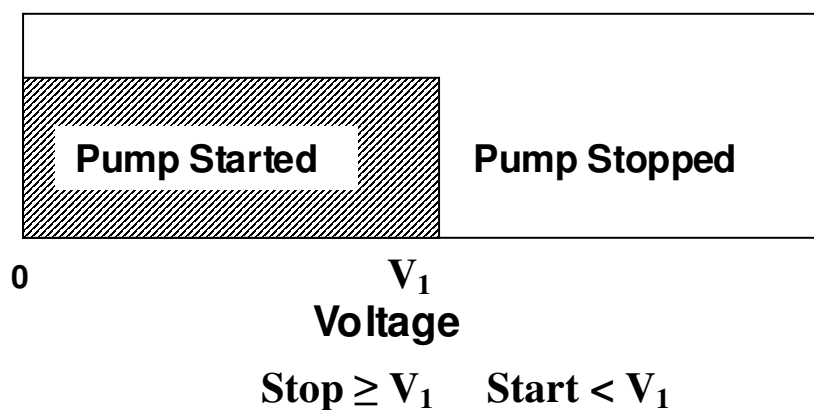 Pump Started Pump Stopped
0 V₁
Voltage
Stop ≥ V₁ Start < V₁